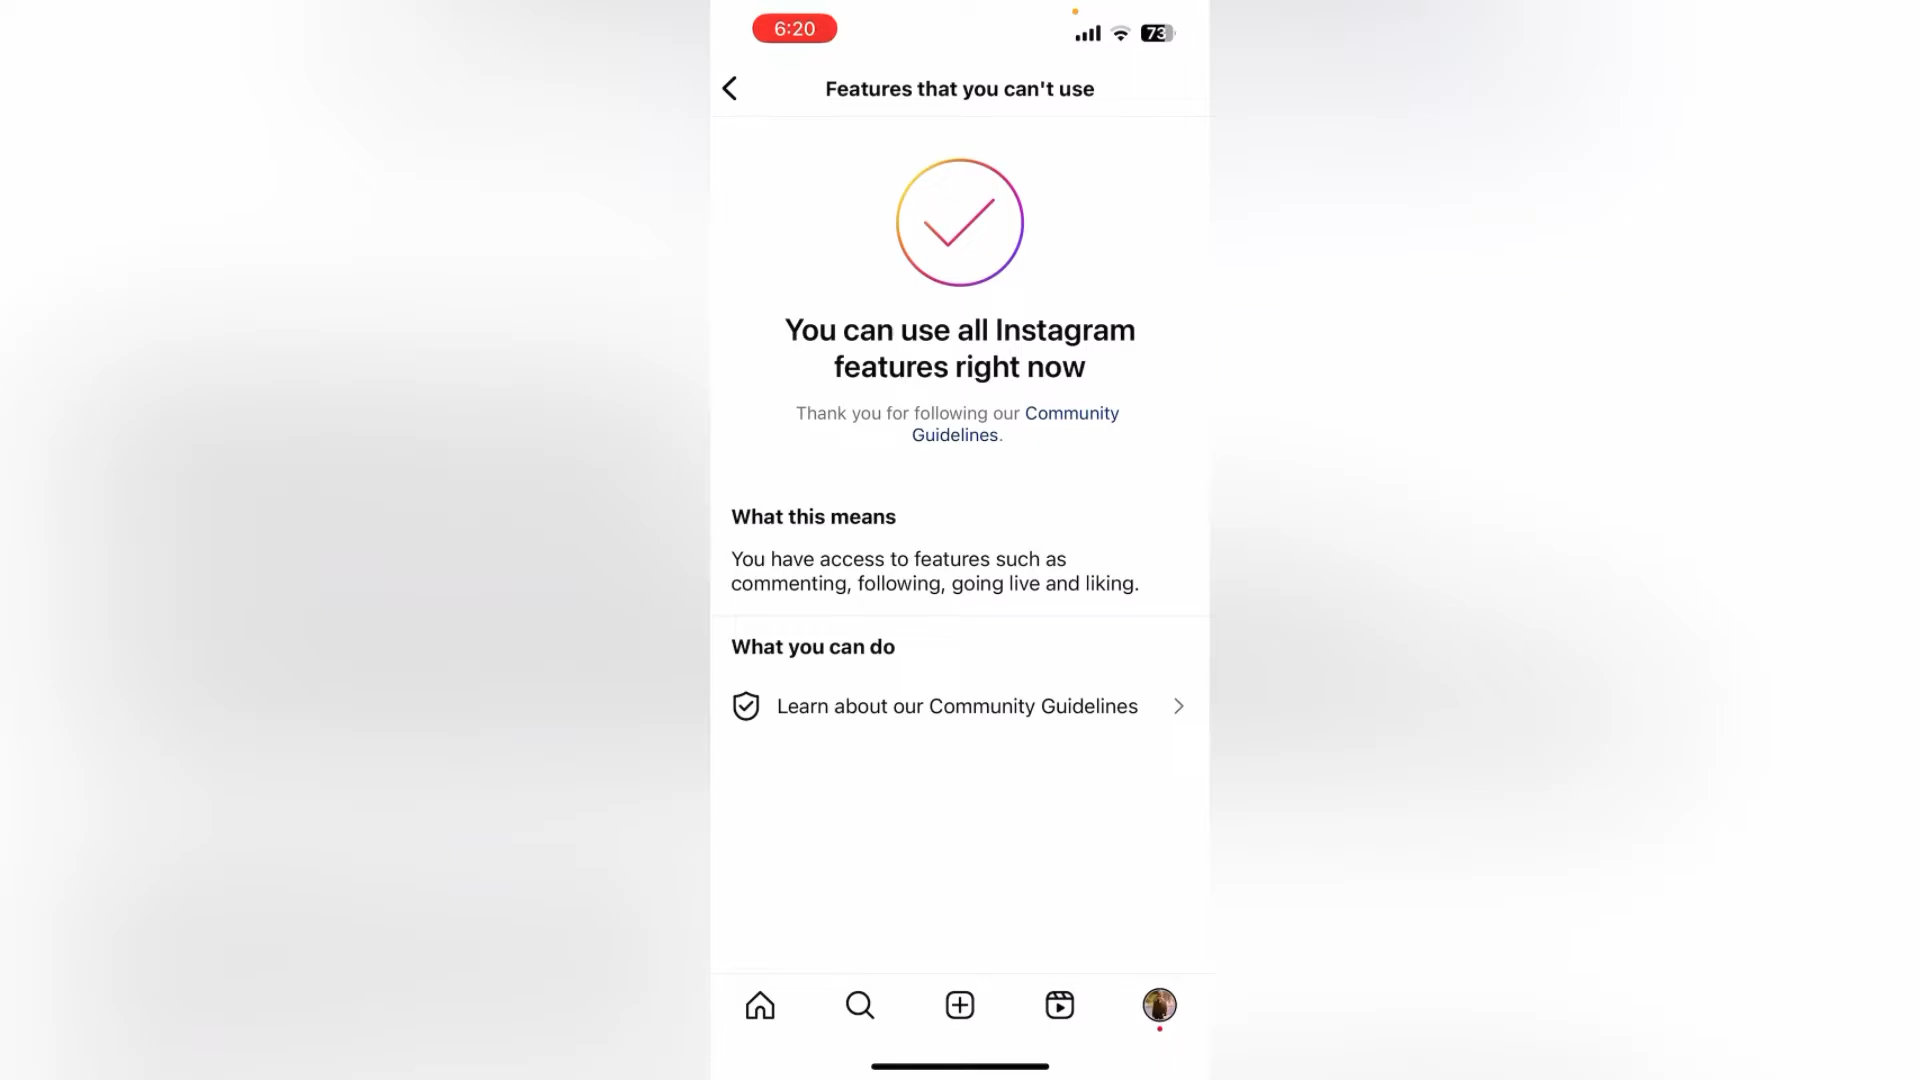 6:20
73
Features that you can't use
You can use all Instagram
features right now
Thank you for following our Community
Guidelines.
What this means
You have access to features such as
commenting, following, going live and liking.
What you can do
Learn about our Community Guidelines